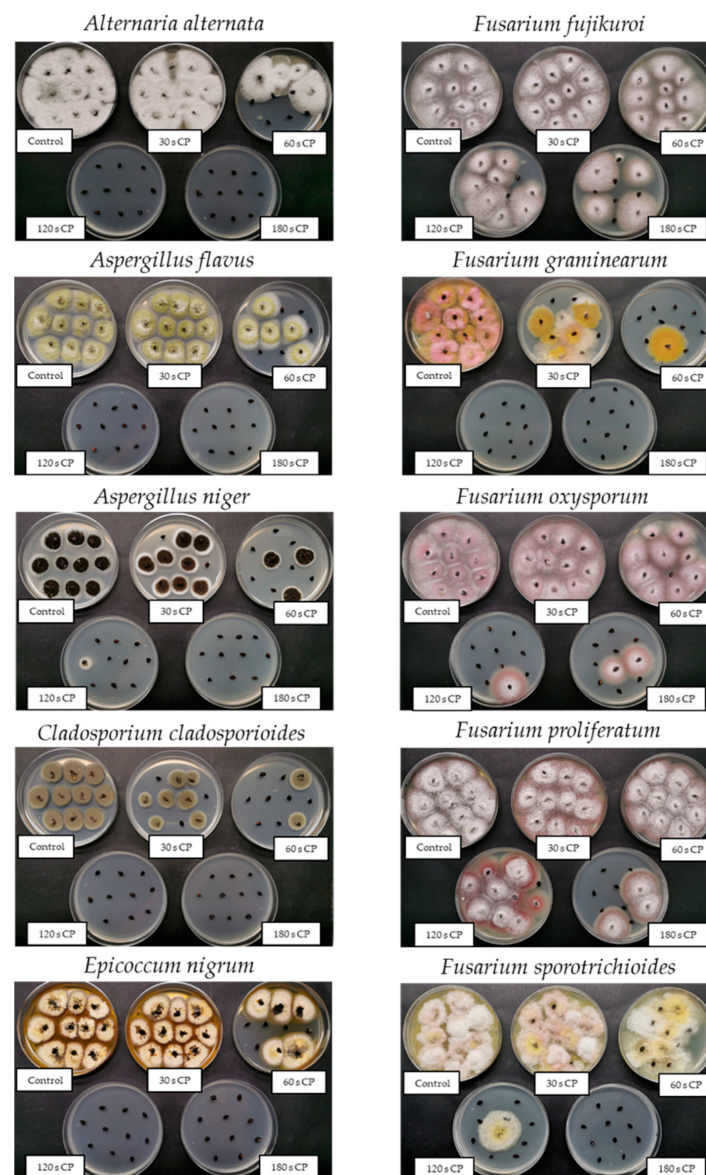 Alternaria alternata
Control
30 s CP
60 s CP
120 s CP
180 s CP
Aspergillus flavus
Control
30 s CP
60 s CP
120 s CP
180 s CP
Aspergillus niger
Control
30 s CP
60 s CP
120 s CP
180 s CP
Cladosporium cladosporioides
Control
30 s CP
60 s CP
120 s CP
180 s CP
Epicoccum nigrum
Control
30 s CP
60 s CP
120 s CP
180 s CP
Fusarium fujikuroi
Control
30 s CP
60 s CP
120 s CP
180 s CP
Fusarium graminearum
Control
30 s CP
60 s CP
120 s CP
180 s CP
Fusarium oxysporum
Control
30 s CP
60 s CP
120 s CP
180 s CP
Fusarium proliferatum
Control
30 s CP
60 s CP
120 s CP
180 s CP
Fusarium sporotrichioides
Control
30 s CP
60 s CP
120 s CP
180 s CP